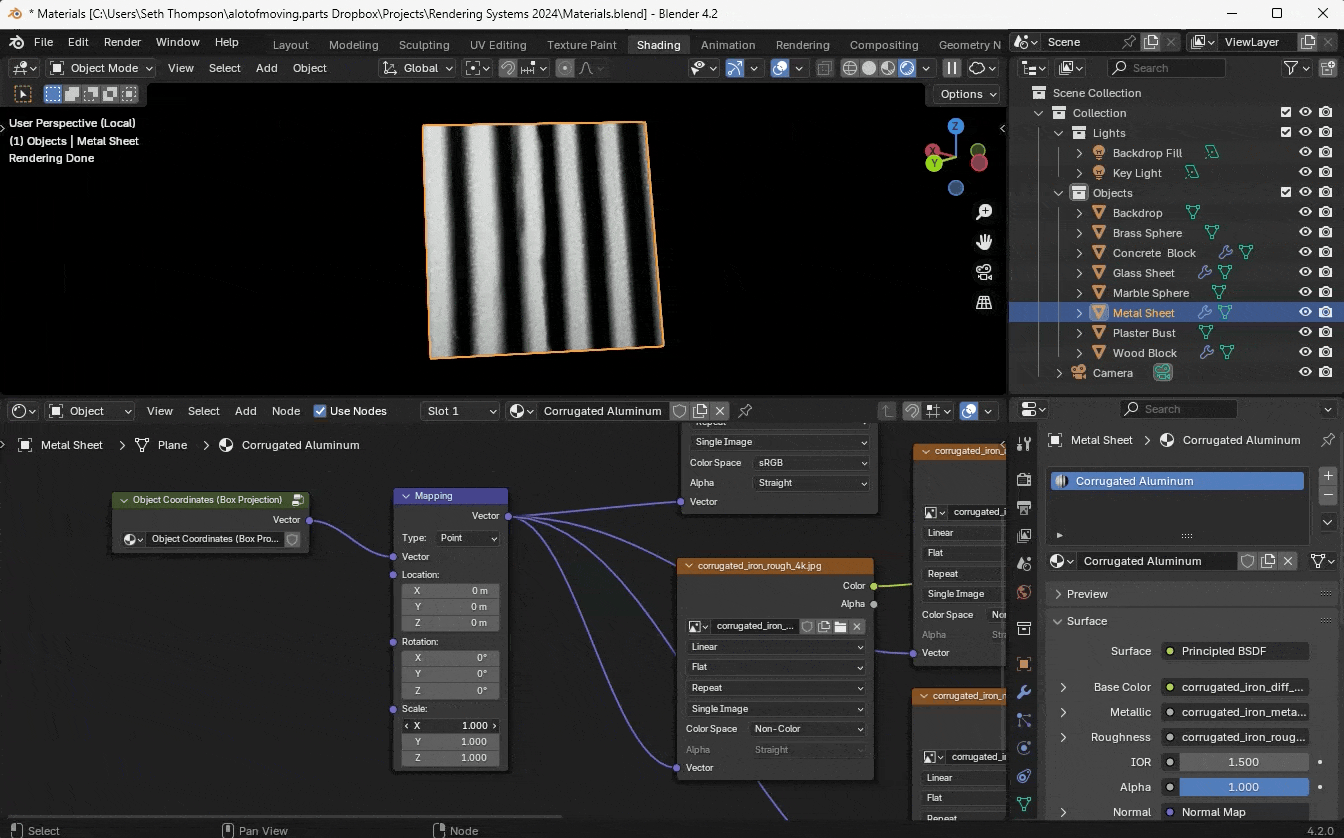 * Materials [C:\Users\Seth Thompson\alotofmoving.parts Dropbox\Projects\Rendering Systems 2024\Materials.blend] - Blender 4.2
File Edit Render Window Help Layout Modeling Sculpting UV Editing Texture Paint Shading Animation Rendering Compositing Geometry N Scene ViewLayer
Object Mode View Select Add Object Global Search
Options
User Perspective (Local)
(1) Objects | Metal Sheet
Rendering Done
Z
X
Y
Scene Collection
Collection
Lights
Backdrop Fill
Key Light
Objects
Backdrop
Brass Sphere
Concrete Block
Glass Sheet
Marble Sphere
Metal Sheet
Plaster Bust
Wood Block
Camera
Object View Select Add Node Use Nodes Slot 1 Corrugated Aluminum
Metal Sheet > Plane > Corrugated Aluminum
Object Coordinates (Box Projection)
Vector
Object Coordinates (Box Pro...
Mapping
Vector
Type: Point
Vector
Location:
X 0 m
Y 0 m
Z 0 m
Rotation:
X 0°
Y 0°
Z 0°
Scale:
X 1.000
Y 1.000
Z 1.000
Repeat
Single Image
Color Space sRGB
Alpha Straight
Vector
corrugated_iron_rough_4k.jpg
Color
Alpha
corrugated_iron_...
Linear
Flat
Repeat
Single Image
Color Space Non-Color
Alpha Straight
Vector
corrugated_iron_
corrugated_i
Linear
Flat
Repeat
Single Image
Color Space Nor
Alpha Stra
Vector
corrugated_iron_r
corrugated_i
Linear
Flat
Repeat
Search
Metal Sheet > Corrugated Aluminum
Corrugated Aluminum
Corrugated Aluminum
Preview
Surface
Surface Principled BSDF
Base Color corrugated_iron_diff_...
Metallic corrugated_iron_meta...
Roughness corrugated_iron_roug...
IOR 1.500
Alpha 1.000
Normal Normal Map
Select Pan View Node 4.2.0